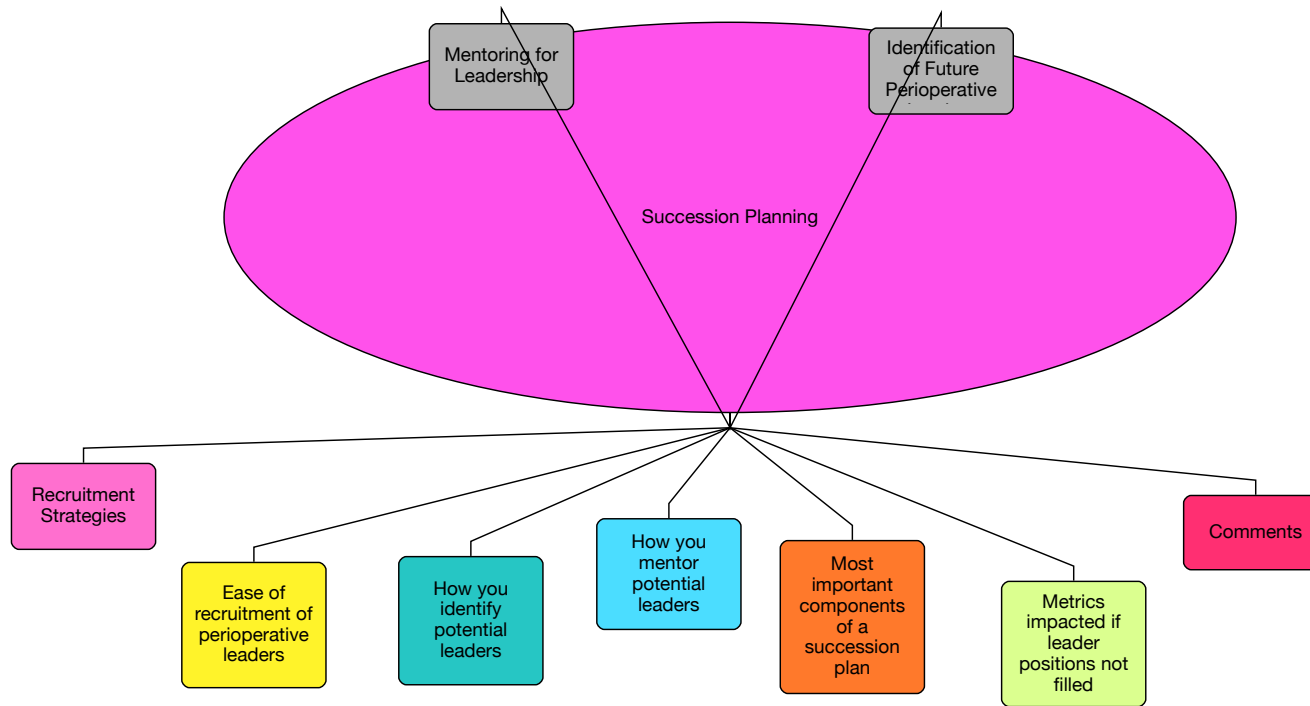 Mentoring for
Leadership
Identification
of Future
Perioperative
Succession Planning
Recruitment
Strategies
Ease of
recruitment of
perioperative
leaders
How you
identify
potential
leaders
How you
mentor
potential
leaders
Most
important
components
of a
succession
plan
Metrics
impacted if
leader
positions not
filled
Comments